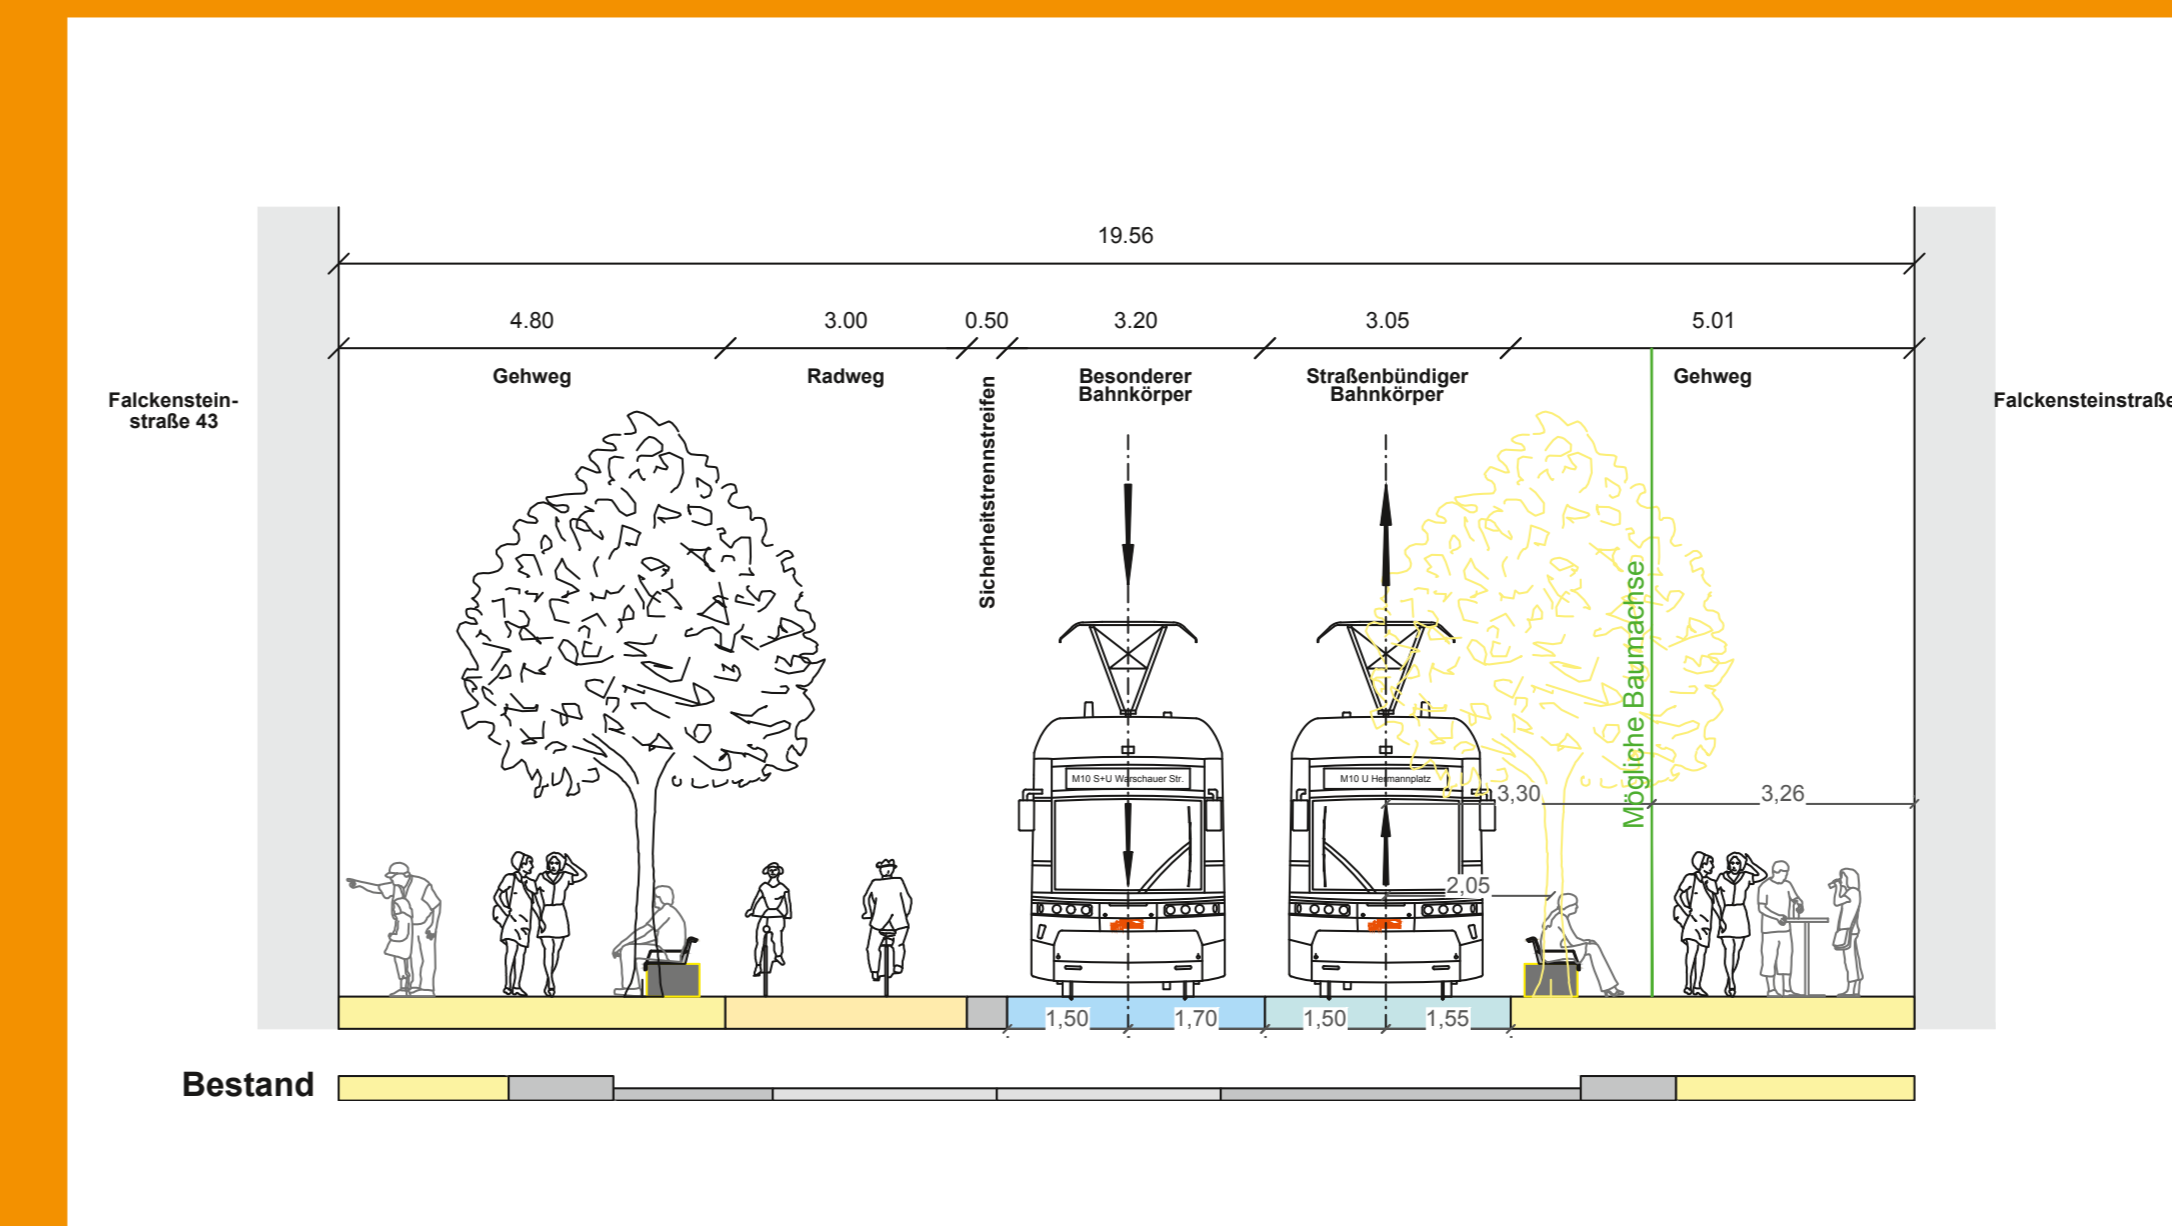 19.56
4.80
3.00
0.50
3.20
3.05
5.01
Gehweg
Radweg
Sicherheitstrennstreifen
Besonderer
Bahnkörper
Straßenbündiger
Bahnkörper
Gehweg
Falckenstein-
straße 43
Falckensteinstraße
Mögliche Baumachse
M10 S+U Warschauer Str.
M10 U Hermannplatz
3,30
3,26
2,05
1,50
1,70
1,50
1,55
Bestand